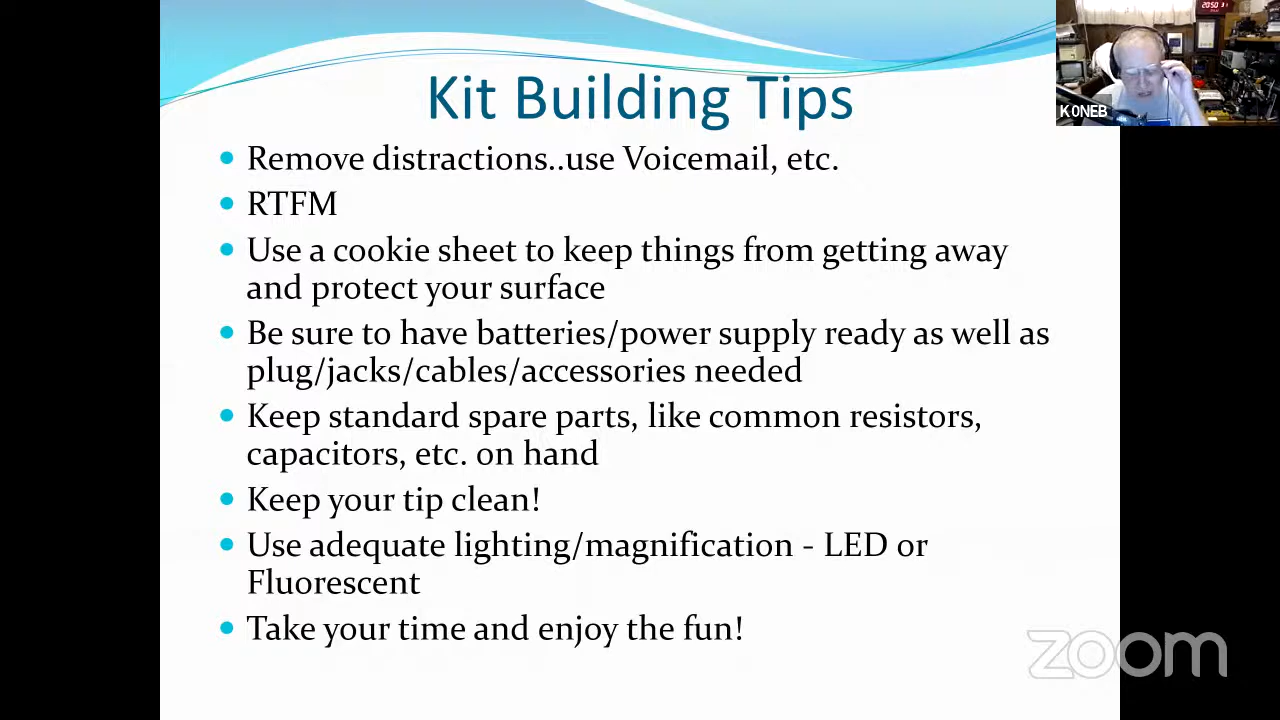 Kit Building Tips
Remove distractions..use Voicemail, etc.
RTFM
Use a cookie sheet to keep things from getting away
and protect your surface
Be sure to have batteries/power supply ready as well as
plug/jacks/cables/accessories needed
Keep standard spare parts, like common resistors,
capacitors, etc. on hand
Keep your tip clean!
Use adequate lighting/magnification - LED or
Fluorescent
Take your time and enjoy the fun!
K0NEB
20:50
zoom